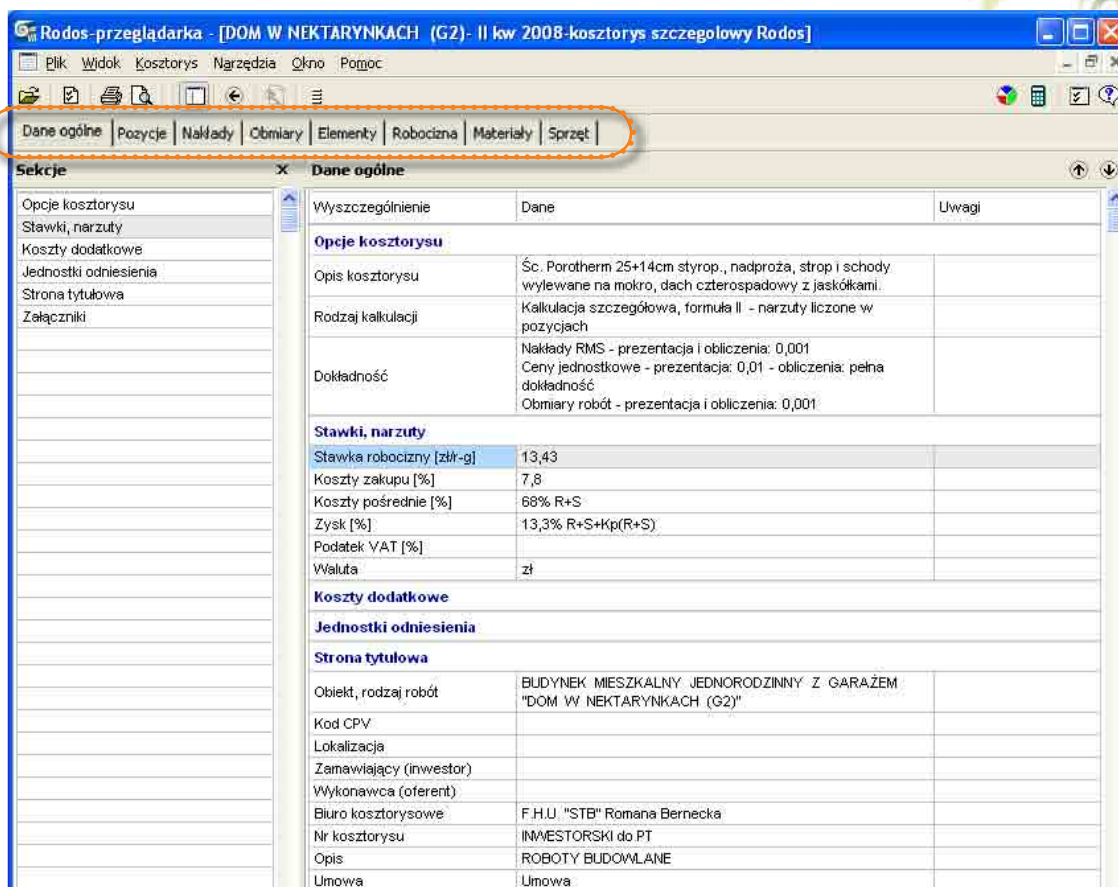 Rodos-przeglądarka - [DOM W NEKTARYNKACH (G2)- II kw 2008-kosztorys szczegolowy Rodos]
Plik Widok Kosztorys Narzędzia Okno Pomoc
Dane ogólne Pozycje Nakłady Obmiary Elementy Robocizna Materiały Sprzęt
Sekcje x Dane ogólne
Opcje kosztorysu
Stawki, narzuty
Koszty dodatkowe
Jednostki odniesienia
Strona tytułowa
Załączniki
Wyszczególnienie Dane Uwagi
Opcje kosztorysu
Opis kosztorysu Śc. Porotherm 25+14cm styrop., nadproża, strop i schody
wylewane na mokro, dach czterospadowy z jaskółkami.
Rodzaj kalkulacji Kalkulacja szczegółowa, formuła II - narzuty liczone w
pozycjach
Dokładność Nakłady RMS - prezentacja i obliczenia: 0,001
Ceny jednostkowe - prezentacja: 0,01 - obliczenia: pełna
dokładność
Obmiary robót - prezentacja i obliczenia: 0,001
Stawki, narzuty
Stawka robocizny [zł/r-g] 13,43
Koszty zakupu [%] 7,8
Koszty pośrednie [%] 68% R+S
Zysk [%] 13,3% R+S+Kp(R+S)
Podatek VAT [%]
Waluta zł
Koszty dodatkowe
Jednostki odniesienia
Strona tytułowa
Obiekt, rodzaj robót BUDYNEK MIESZKALNY JEDNORODZINNY Z GARAŻEM
"DOM W NEKTARYNKACH (G2)"
Kod CPV
Lokalizacja
Zamawiający (inwestor)
Wykonawca (oferent)
Biuro kosztorysowe F.H.U. "STB" Romana Bernecka
Nr kosztorysu INWESTORSKI do PT
Opis ROBOTY BUDOWLANE
Umowa Umowa